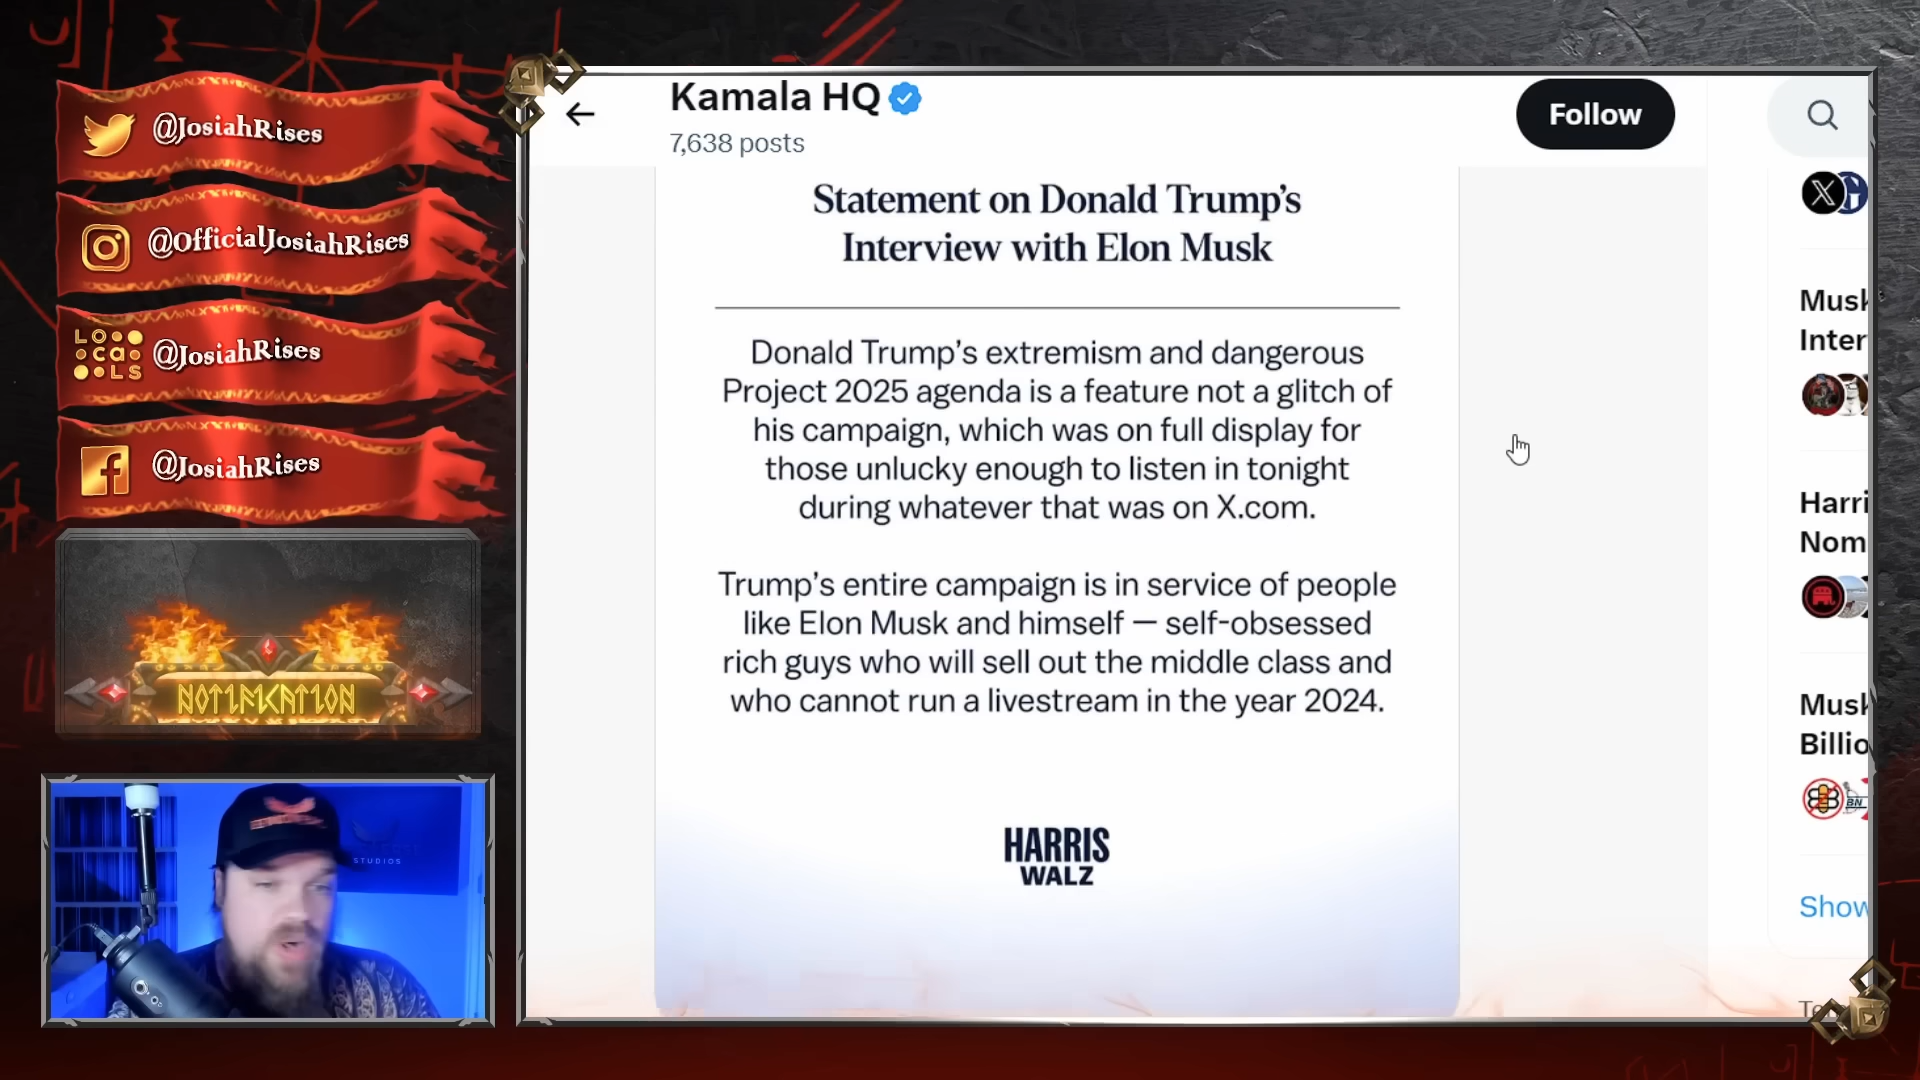 @JosiahRises
@OfficialJosiahRises
LOCALS
@JosiahRises
@JosiahRises
NOTIFICATION
STUDIOS
Kamala HQ
7,638 posts
Follow
Statement on Donald Trump’s
Interview with Elon Musk
Donald Trump’s extremism and dangerous
Project 2025 agenda is a feature not a glitch of
his campaign, which was on full display for
those unlucky enough to listen in tonight
during whatever that was on X.com.
Trump’s entire campaign is in service of people
like Elon Musk and himself — self-obsessed
rich guys who will sell out the middle class and
who cannot run a livestream in the year 2024.
HARRIS
WALZ
Musk
Inter
Harri
Nom
Musk
Billio
BN
Show